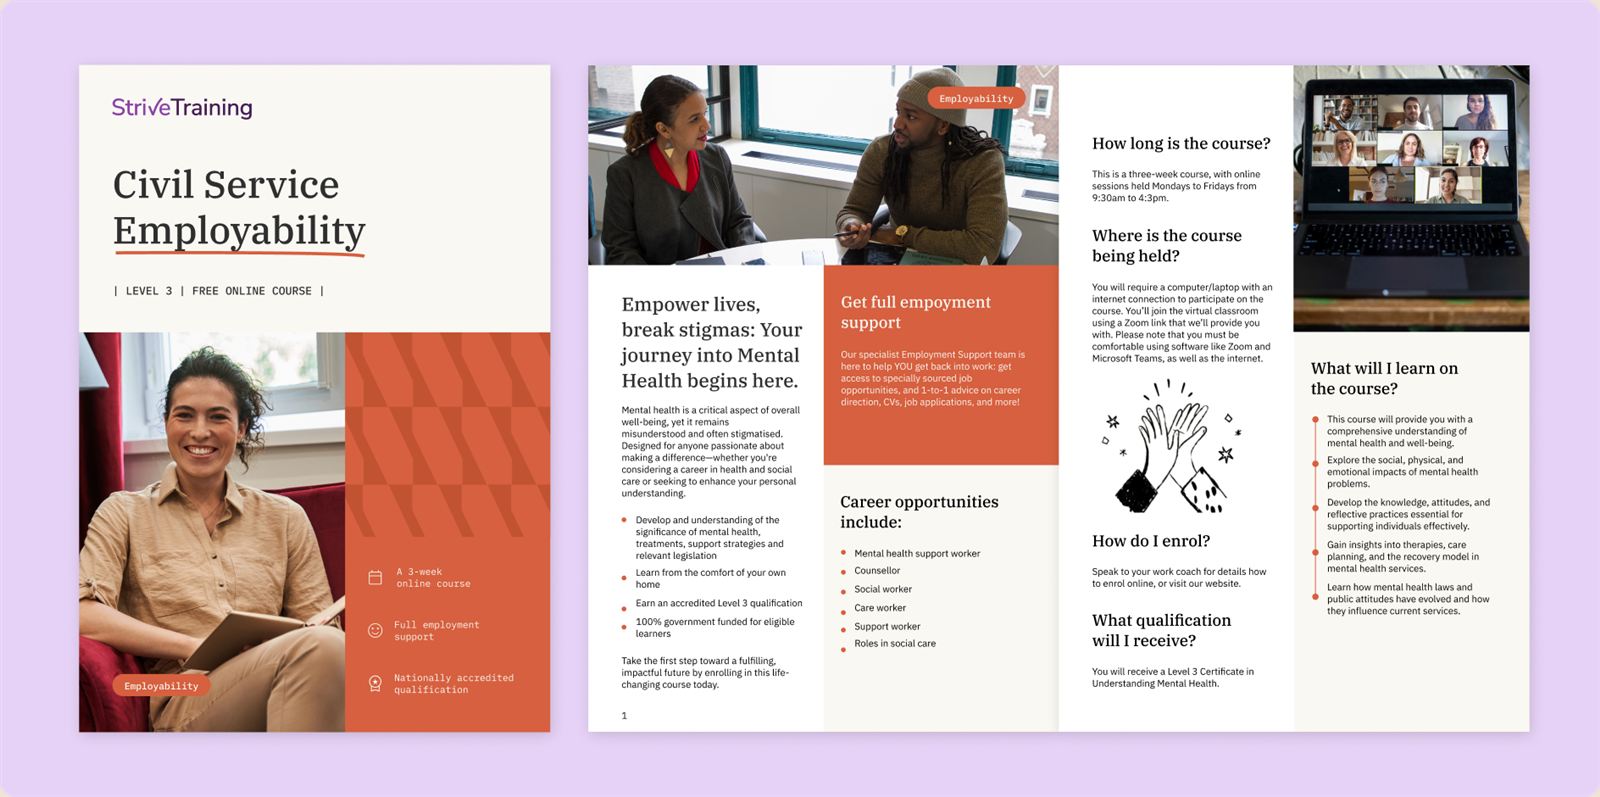 StriveTraining
Civil Service
Employability
| LEVEL 3 | FREE ONLINE COURSE |
A 3-week
online course
Full employment
support
Nationally accredited
qualification
Employability
Employability
Empower lives,
break stigmas: Your
journey into Mental
Health begins here.
Mental health is a critical aspect of overall
well-being, yet it remains
misunderstood and often stigmatised.
Designed for anyone passionate about
making a difference—whether you're
considering a career in health and social
care or seeking to enhance your personal
understanding.
Develop and understanding of the
significance of mental health,
treatments, support strategies and
relevant legislation
Learn from the comfort of your own
home
Earn an accredited Level 3 qualification
100% government funded for eligible
learners
Take the first step toward a fulfilling,
impactful future by enrolling in this life-
changing course today.
1
Get full empoyment
support
Our specialist Employment Support team is
here to help YOU get back into work: get
access to specially sourced job
opportunities, and 1-to-1 advice on career
direction, CVs, job applications, and more!
Career opportunities
include:
Mental health support worker
Counsellor
Social worker
Care worker
Support worker
Roles in social care
How long is the course?
This is a three-week course, with online
sessions held Mondays to Fridays from
9:30am to 4:3pm.
Where is the course
being held?
You will require a computer/laptop with an
internet connection to participate on the
course. You'll join the virtual classroom
using a Zoom link that we'll provide you
with. Please note that you must be
comfortable using software like Zoom and
Microsoft Teams, as well as the internet.
How do I enrol?
Speak to your work coach for details how
to enrol online, or visit our website.
What qualification
will I receive?
You will receive a Level 3 Certificate in
Understanding Mental Health.
What will I learn on
the course?
This course will provide you with a
comprehensive understanding of
mental health and well-being.
Explore the social, physical, and
emotional impacts of mental health
problems.
Develop the knowledge, attitudes, and
reflective practices essential for
supporting individuals effectively.
Gain insights into therapies, care
planning, and the recovery model in
mental health services.
Learn how mental health laws and
public attitudes have evolved and how
they influence current services.